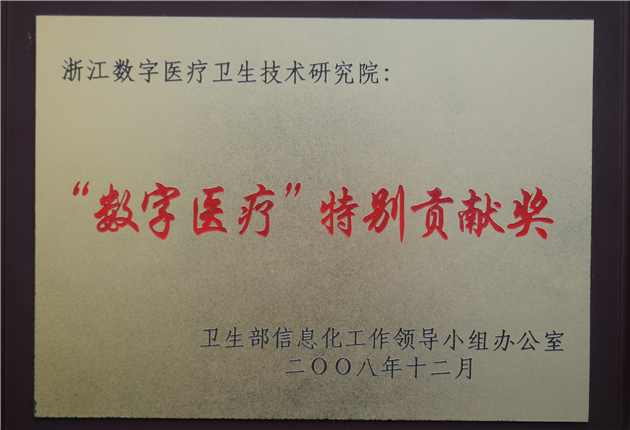 浙江数字医疗卫生技术研究院：
“数字医疗”特别贡献奖
卫生部信息化工作领导小组办公室
二〇〇八年十二月